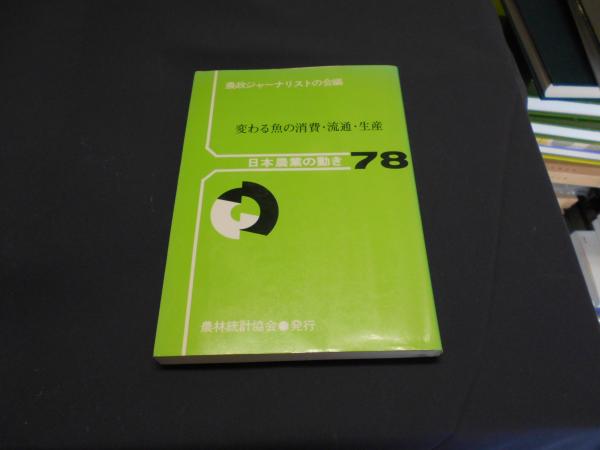 農政ジャーナリストの会編
変わる魚の消費・流通・生産
日本農業の動き 78
農林統計協会●発行